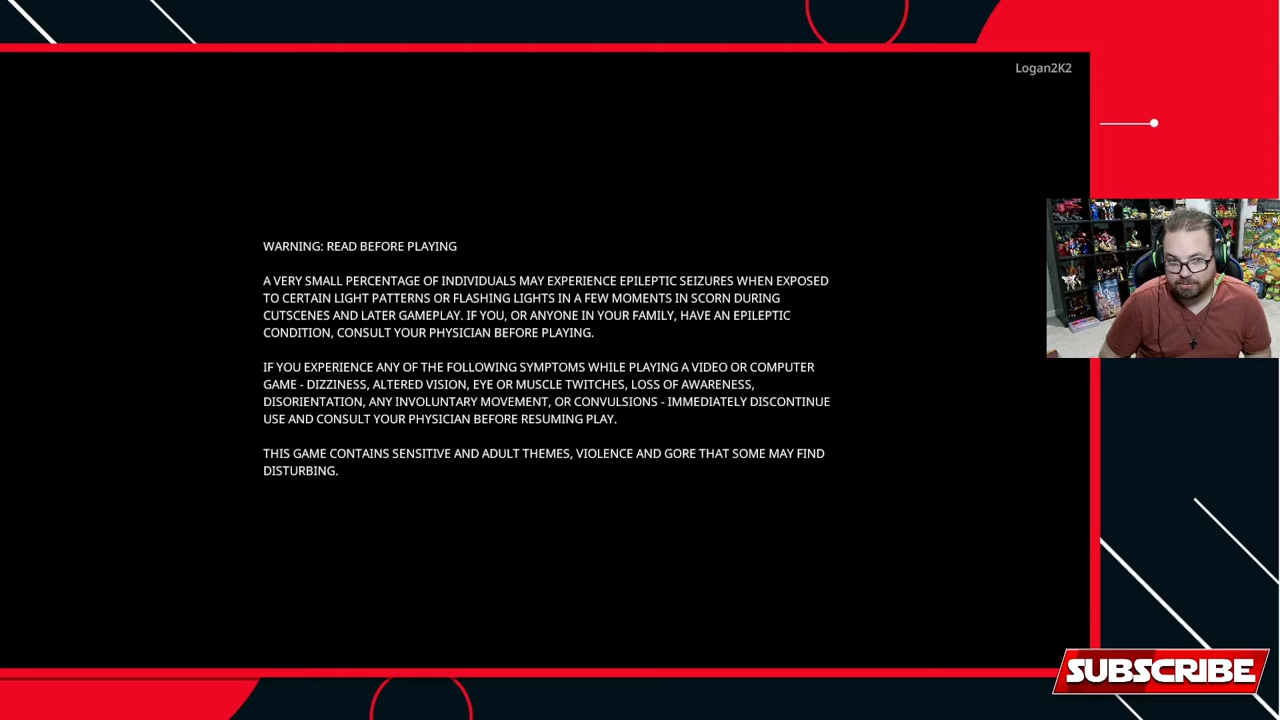 Logan2K2
WARNING: READ BEFORE PLAYING
A VERY SMALL PERCENTAGE OF INDIVIDUALS MAY EXPERIENCE EPILEPTIC SEIZURES WHEN EXPOSED
TO CERTAIN LIGHT PATTERNS OR FLASHING LIGHTS IN A FEW MOMENTS IN SCORN DURING
CUTSCENES AND LATER GAMEPLAY. IF YOU, OR ANYONE IN YOUR FAMILY, HAVE AN EPILEPTIC
CONDITION, CONSULT YOUR PHYSICIAN BEFORE PLAYING.
IF YOU EXPERIENCE ANY OF THE FOLLOWING SYMPTOMS WHILE PLAYING A VIDEO OR COMPUTER
GAME - DIZZINESS, ALTERED VISION, EYE OR MUSCLE TWITCHES, LOSS OF AWARENESS,
DISORIENTATION, ANY INVOLUNTARY MOVEMENT, OR CONVULSIONS - IMMEDIATELY DISCONTINUE
USE AND CONSULT YOUR PHYSICIAN BEFORE RESUMING PLAY.
THIS GAME CONTAINS SENSITIVE AND ADULT THEMES, VIOLENCE AND GORE THAT SOME MAY FIND
DISTURBING.
SUBSCRIBE